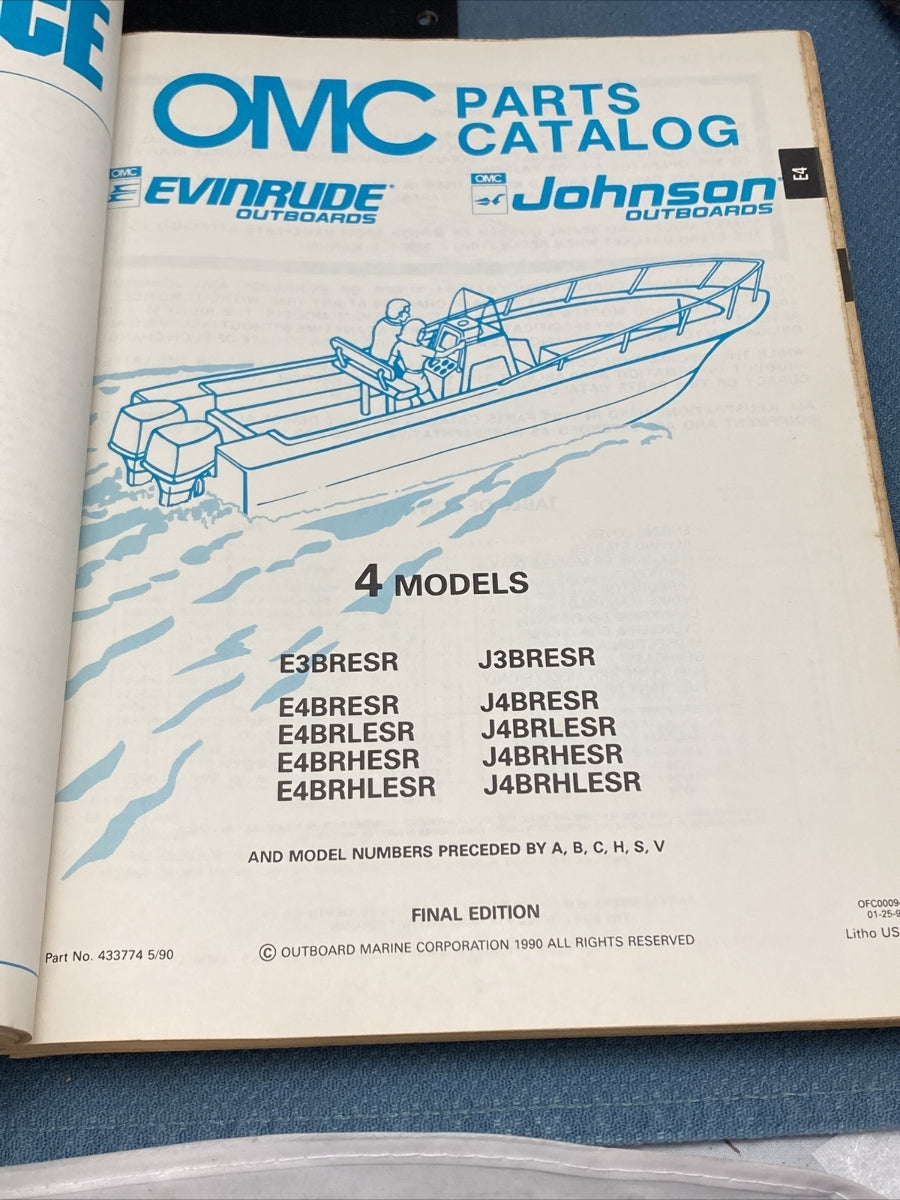 OMC PARTS CATALOG
OMC EVINRUDE OUTBOARDS
OMC Johnson OUTBOARDS
E4
4 MODELS
E3BRESR J3BRESR
E4BRESR J4BRESR
E4BRLESR J4BRLESR
E4BRHESR J4BRHESR
E4BRHLESR J4BRHLESR
AND MODEL NUMBERS PRECEDED BY A, B, C, H, S, V
FINAL EDITION
Part No. 433774 5/90
© OUTBOARD MARINE CORPORATION 1990 ALL RIGHTS RESERVED
Litho US